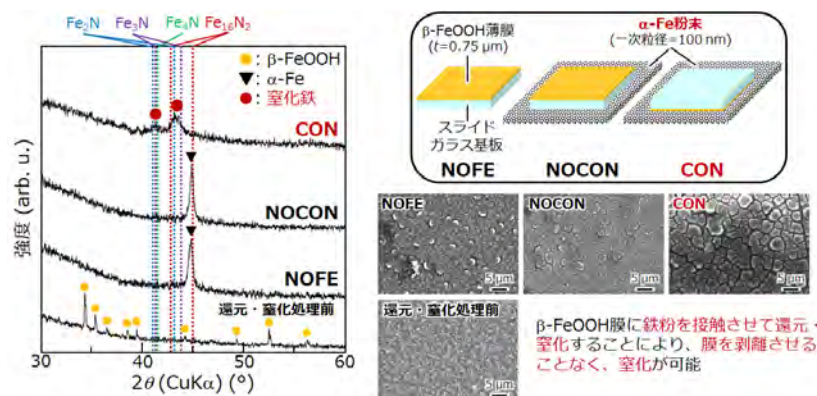 Fe₂N
Fe₃N
Fe₄N
Fe₁₆N₂
: β-FeOOH
: α-Fe
: 窒化鉄
CON
NOCON
NOFE
還元・窒化処理前
強度 (arb. u.)
30
40
50
60
2θ (CuKα) (°)
β-FeOOH薄膜
(t=0.75 μm)
α-Fe粉末
(一次粒径=100 nm)
スライド
ガラス基板
NOFE
NOCON
CON
NOFE
5 μm
NOCON
5 μm
CON
5 μm
還元・窒化処理前
5 μm
β-FeOOH膜に鉄粉を接触させて還元・
窒化することにより、膜を剥離させる
ことなく、窒化が可能